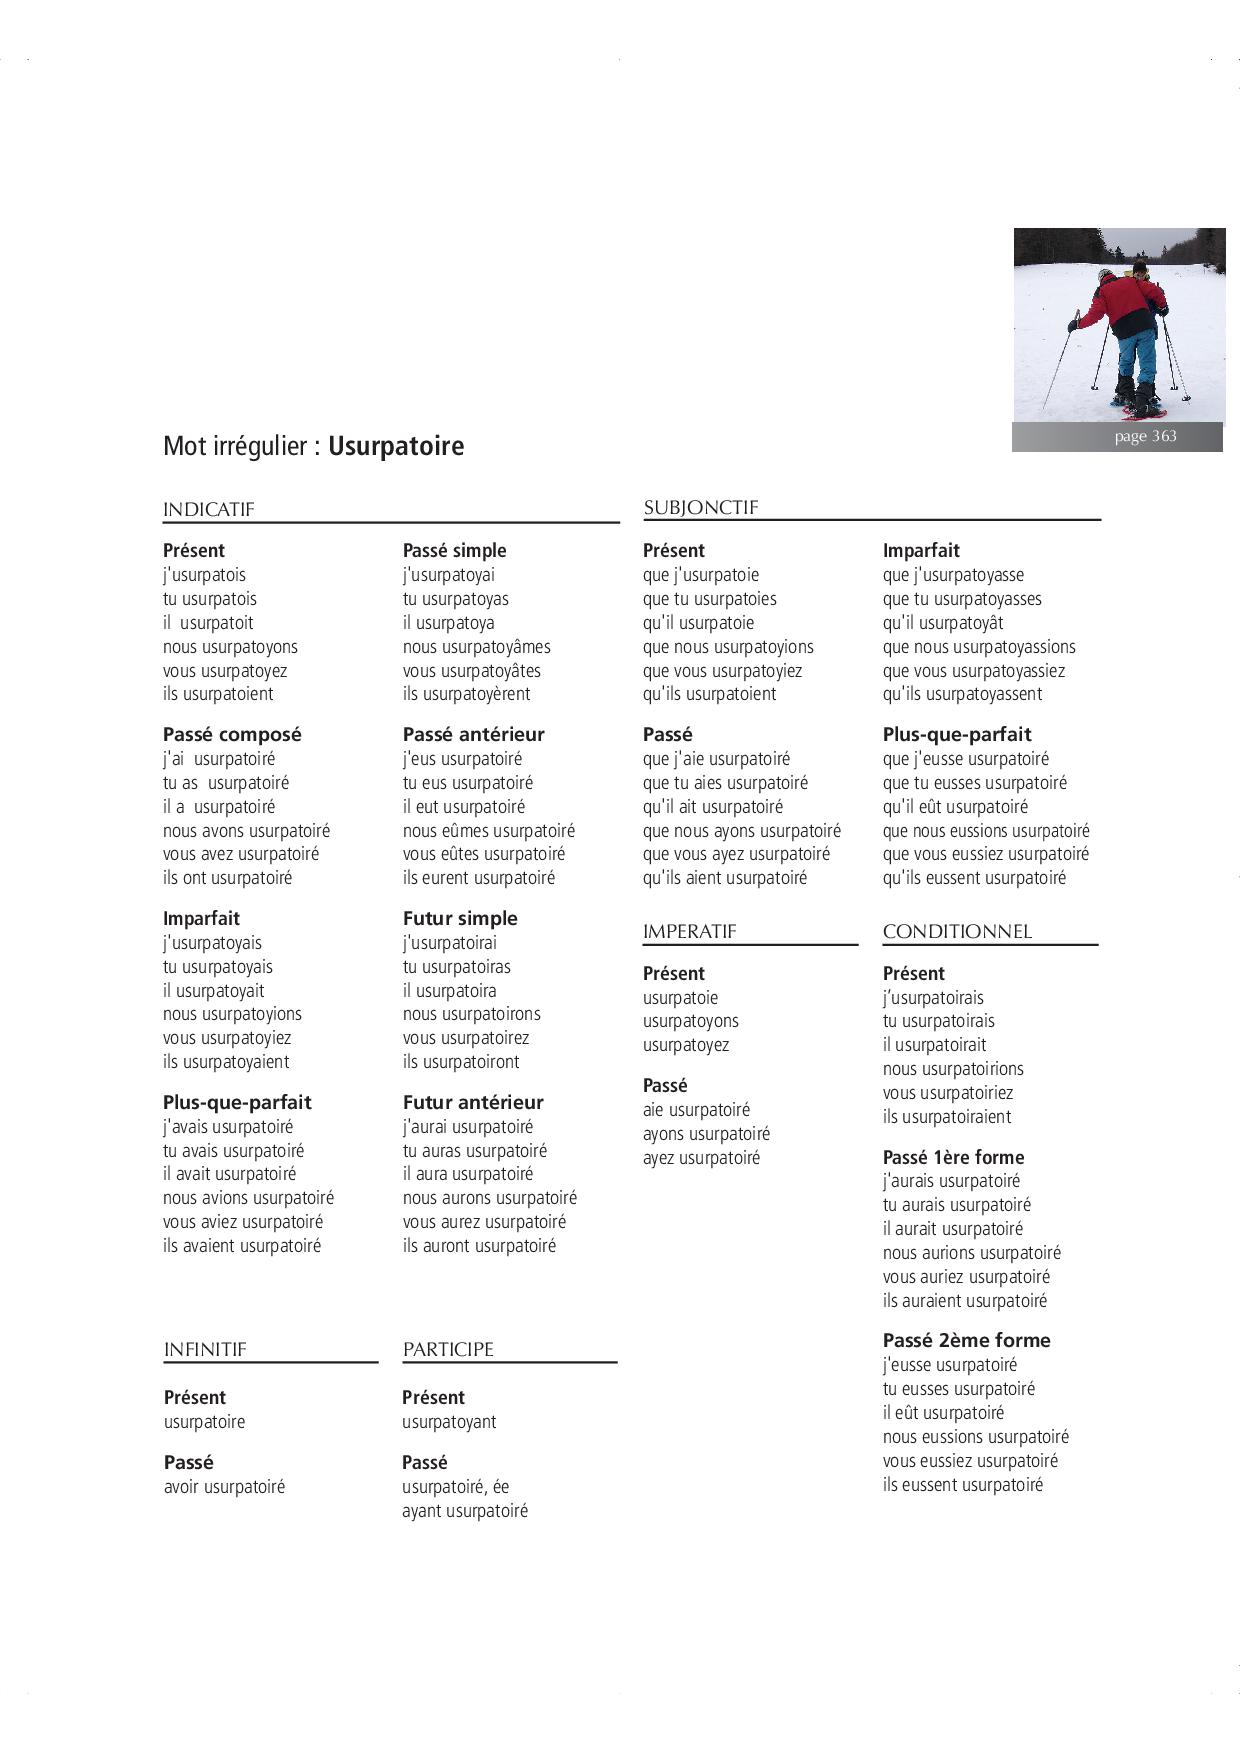 page 363
Mot irrégulier : Usurpatoire
INDICATIF
Présent
j'usurpatois
tu usurpatois
il  usurpatoit
nous usurpatoyons
vous usurpatoyez
ils usurpatoient
Passé composé
j'ai  usurpatoiré
tu as  usurpatoiré
il a  usurpatoiré
nous avons usurpatoiré
vous avez usurpatoiré
ils ont usurpatoiré
Imparfait
j'usurpatoyais
tu usurpatoyais
il usurpatoyait
nous usurpatoyions
vous usurpatoyiez
ils usurpatoyaient
Plus-que-parfait
j'avais usurpatoiré
tu avais usurpatoiré
il avait usurpatoiré
nous avions usurpatoiré
vous aviez usurpatoiré
ils avaient usurpatoiré
Passé simple
j'usurpatoyai
tu usurpatoyas
il usurpatoya
nous usurpatoyâmes
vous usurpatoyâtes
ils usurpatoyèrent
Passé antérieur
j'eus usurpatoiré
tu eus usurpatoiré
il eut usurpatoiré
nous eûmes usurpatoiré
vous eûtes usurpatoiré
ils eurent usurpatoiré
Futur simple
j'usurpatoirai
tu usurpatoiras
il usurpatoira
nous usurpatoirons
vous usurpatoirez
ils usurpatoiront
Futur antérieur
j'aurai usurpatoiré
tu auras usurpatoiré
il aura usurpatoiré
nous aurons usurpatoiré
vous aurez usurpatoiré
ils auront usurpatoiré
SUBJONCTIF
Présent
que j'usurpatoie
que tu usurpatoies
qu'il usurpatoie
que nous usurpatoyions
que vous usurpatoyiez
qu'ils usurpatoient
Passé
que j'aie usurpatoiré
que tu aies usurpatoiré
qu'il ait usurpatoiré
que nous ayons usurpatoiré
que vous ayez usurpatoiré
qu'ils aient usurpatoiré
Imparfait
que j'usurpatoyasse
que tu usurpatoyasses
qu'il usurpatoyât
que nous usurpatoyassions
que vous usurpatoyassiez
qu'ils usurpatoyassent
Plus-que-parfait
que j'eusse usurpatoiré
que tu eusses usurpatoiré
qu'il eût usurpatoiré
que nous eussions usurpatoiré
que vous eussiez usurpatoiré
qu'ils eussent usurpatoiré
IMPERATIF
Présent
usurpatoie
usurpatoyons
usurpatoyez
Passé
aie usurpatoiré
ayons usurpatoiré
ayez usurpatoiré
CONDITIONNEL
Présent
j’usurpatoirais
tu usurpatoirais
il usurpatoirait
nous usurpatoirions
vous usurpatoiriez
ils usurpatoiraient
Passé 1ère forme
j'aurais usurpatoiré
tu aurais usurpatoiré
il aurait usurpatoiré
nous aurions usurpatoiré
vous auriez usurpatoiré
ils auraient usurpatoiré
Passé 2ème forme
j'eusse usurpatoiré
tu eusses usurpatoiré
il eût usurpatoiré
nous eussions usurpatoiré
vous eussiez usurpatoiré
ils eussent usurpatoiré
INFINITIF
Présent
usurpatoire
Passé
avoir usurpatoiré
PARTICIPE
Présent
usurpatoyant
Passé
usurpatoiré, ée
ayant usurpatoiré